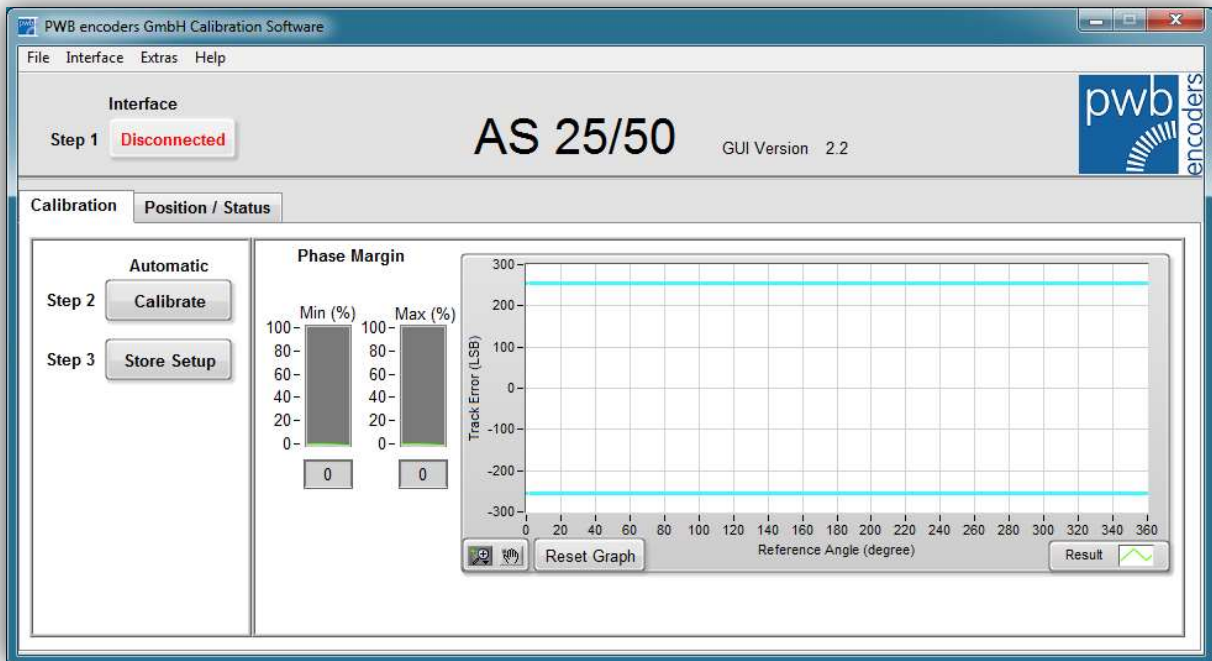 PWB encoders GmbH Calibration Software
File Interface Extras Help
Interface
Step 1 Disconnected
AS 25/50
GUI Version 2.2
pwb
encoders
Calibration
Position / Status
Automatic
Step 2 Calibrate
Step 3 Store Setup
Phase Margin
Min (%) Max (%)
100 100
80 80
60 60
40 40
20 20
0 0
0 0
Track Error (LSB)
300
200
100
0
-100
-200
-300
0 20 40 60 80 100 120 140 160 180 200 220 240 260 280 300 320 340 360
Reference Angle (degree)
Reset Graph
Result